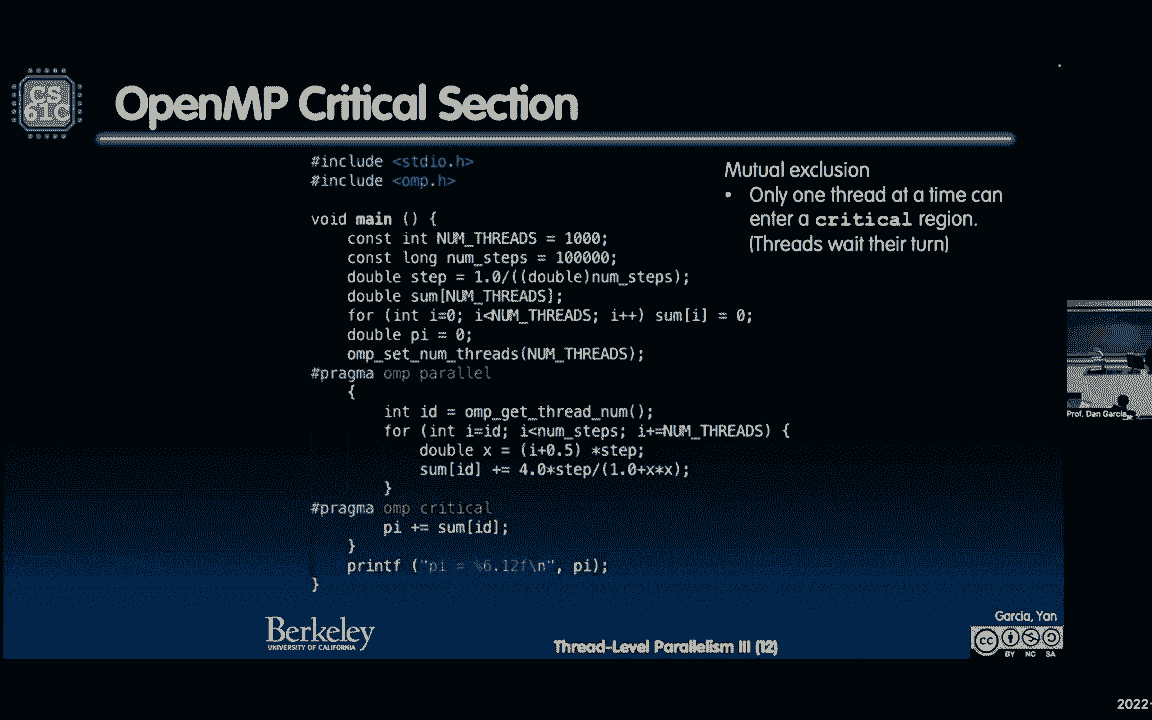 CS
61C
OpenMP Critical Section
#include <stdio.h>
#include <omp.h>
void main () {
const int NUM_THREADS = 1000;
const long num_steps = 100000;
double step = 1.0/((double)num_steps);
double sum[NUM_THREADS];
for (int i=0; i<NUM_THREADS; i++) sum[i] = 0;
double pi = 0;
omp_set_num_threads(NUM_THREADS);
#pragma omp parallel
{
int id = omp_get_thread_num();
for (int i=id; i<num_steps; i+=NUM_THREADS) {
double x = (i+0.5) *step;
sum[id] += 4.0*step/(1.0+x*x);
}
#pragma omp critical
pi += sum[id];
}
printf ("pi = %6.12f\n", pi);
}
Mutual exclusion
• Only one thread at a time can
enter a critical region.
(Threads wait their turn)
Prof. Dan Garcia
Berkeley
UNIVERSITY OF CALIFORNIA
Thread-Level Parallelism III (12)
Garcia, Yan
cc
BY NC SA
2022-